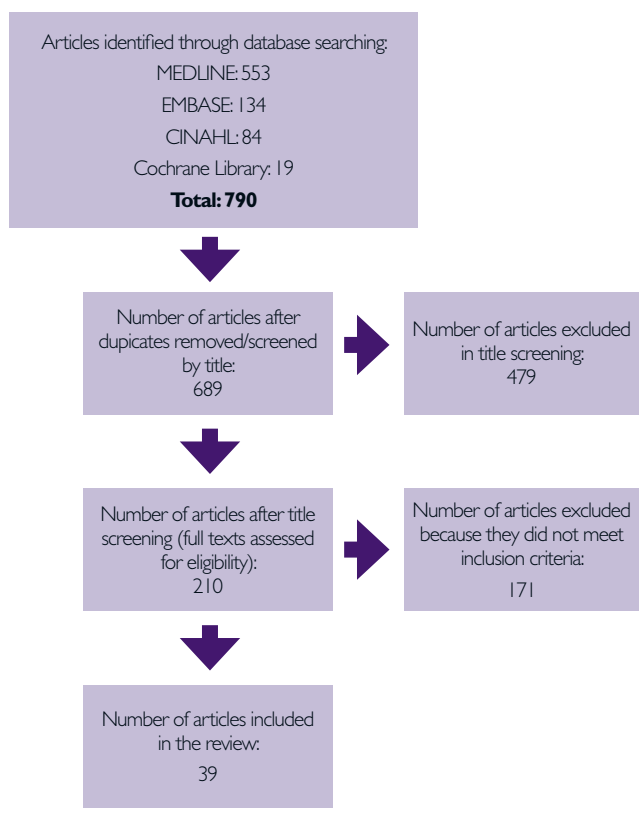 Articles identified through database searching:
MEDLINE: 553
EMBASE: 134
CINAHL: 84
Cochrane Library: 19
Total: 790
Number of articles after
dupicates removed/screened
by title:
689
Number of articles excluded
in title screening:
479
Number of articles after title
screening (full texts assessed
for eligibility):
210
Number of articles excluded
because they did not meet
inclusion criteria:
171
Number of articles included
in the review:
39